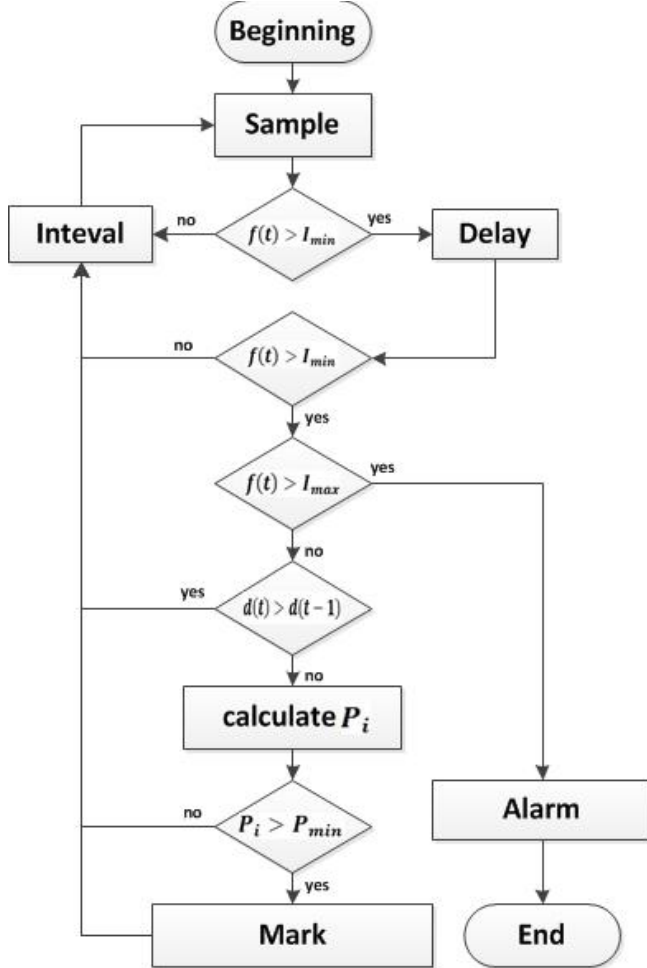 Beginning
Sample
no
yes
Inteval
f(t) > I_min
Delay
no
f(t) > I_min
yes
yes
f(t) > I_max
no
yes
d(t) > d(t − 1)
no
calculate P_i
no
P_i > P_min
Alarm
yes
Mark
End